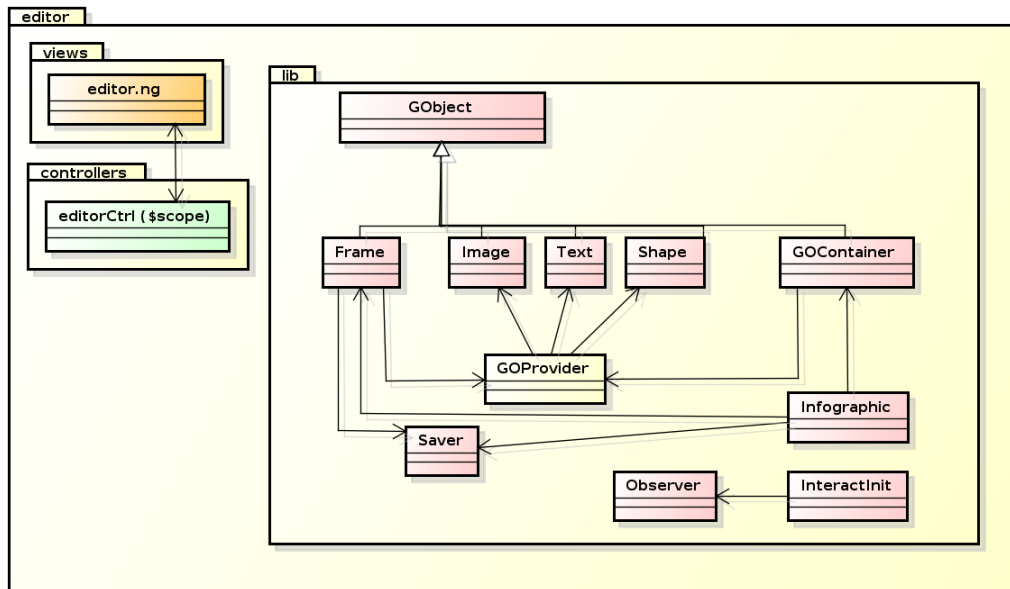 editor
views
editor.ng
controllers
editorCtrl ($scope)
lib
GObject
Frame
Image
Text
Shape
GOContainer
GOProvider
Infographic
Saver
Observer
InteractInit